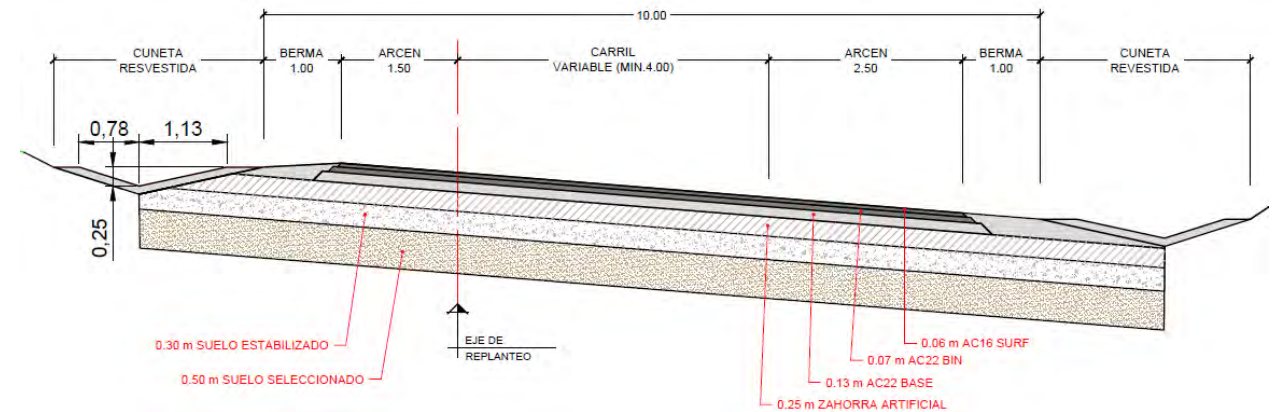 10.00
CUNETA
RESVESTIDA
BERMA
1.00
ARCEN
1.50
CARRIL
VARIABLE (MIN.4.00)
ARCEN
2.50
BERMA
1.00
CUNETA
REVESTIDA
0,78
1,13
0,25
0.30 m SUELO ESTABILIZADO
0.50 m SUELO SELECCIONADO
EJE DE
REPLANTEO
0.06 m AC16 SURF
0.07 m AC22 BIN
0.13 m AC22 BASE
0.25 m ZAHORRA ARTIFICIAL